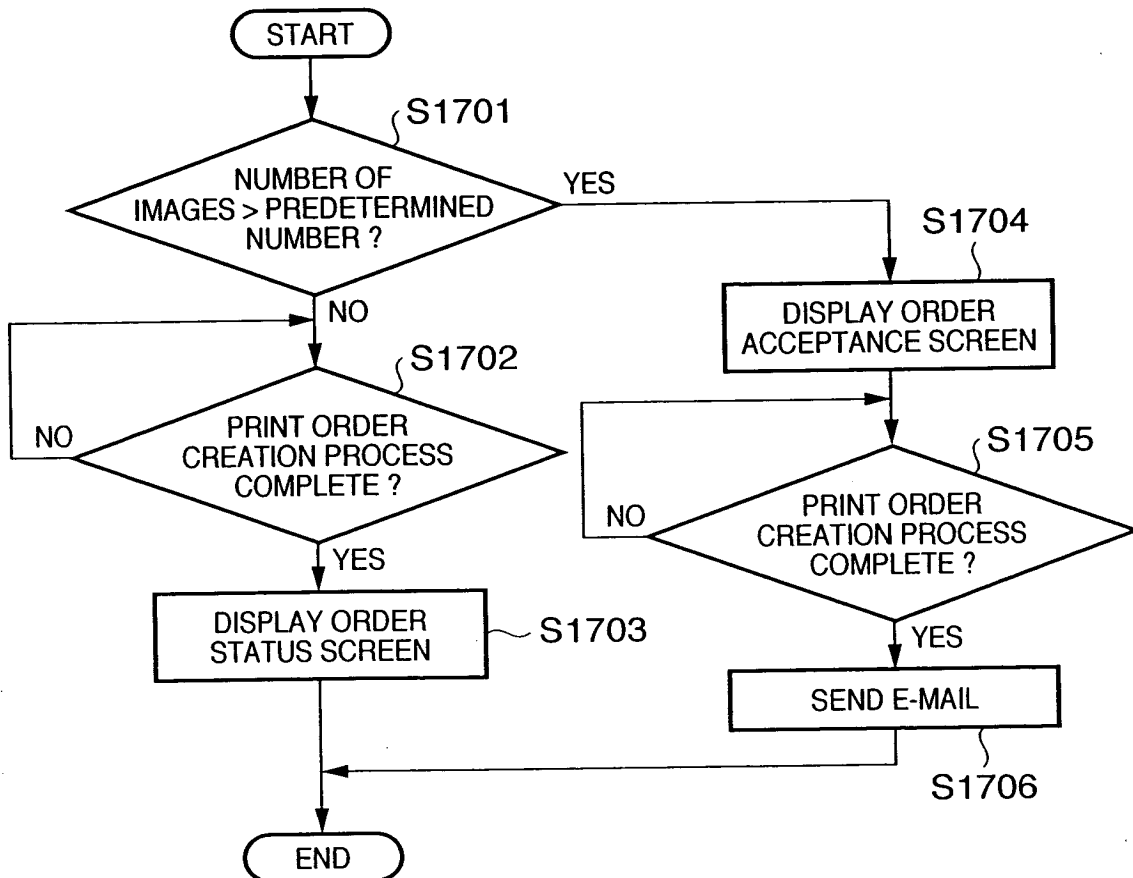 START
S1701
NUMBER OF
IMAGES > PREDETERMINED
NUMBER ?
YES
NO
S1702
PRINT ORDER
CREATION PROCESS
COMPLETE ?
NO
YES
DISPLAY ORDER
STATUS SCREEN
S1703
S1704
DISPLAY ORDER
ACCEPTANCE SCREEN
S1705
PRINT ORDER
CREATION PROCESS
COMPLETE ?
NO
YES
SEND E-MAIL
S1706
END